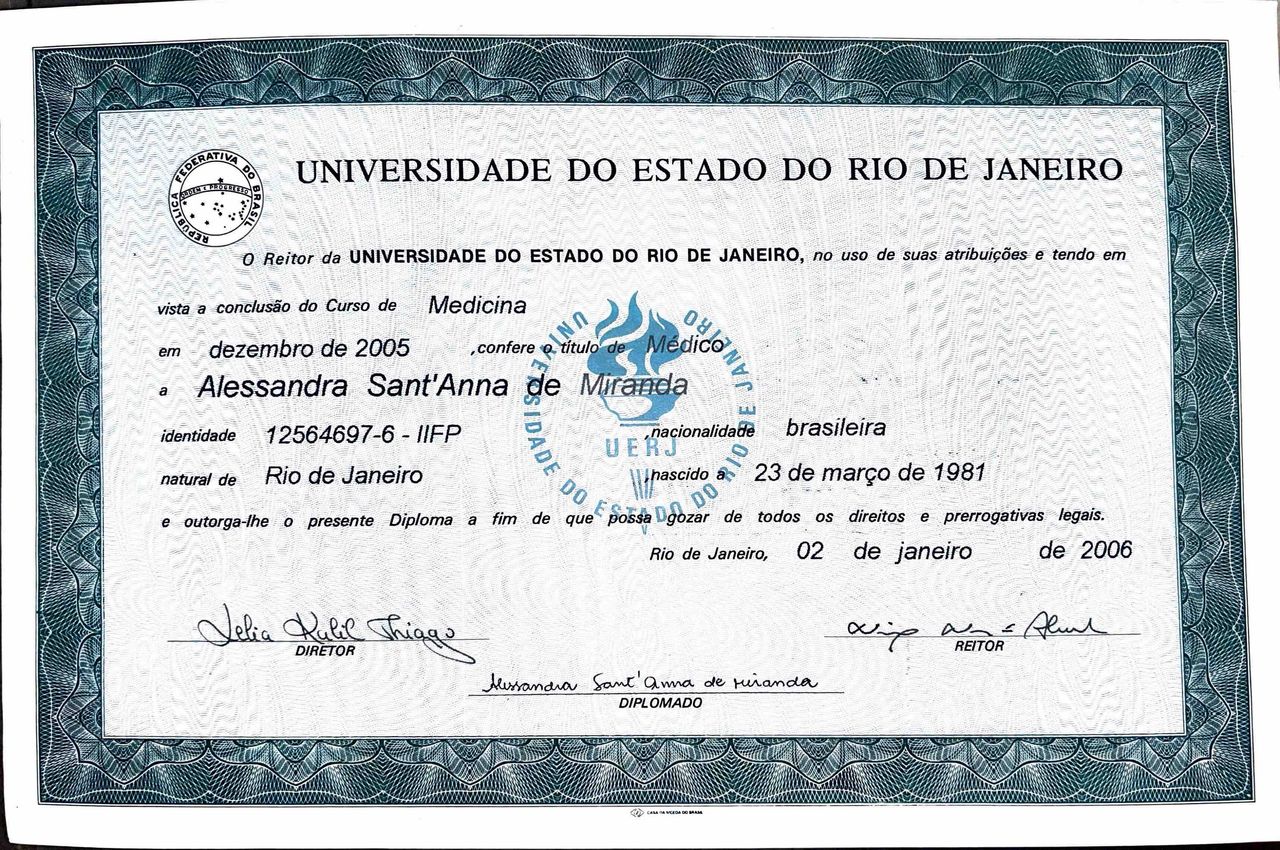 REPÚBLICA FEDERATIVA DO BRASIL
ORDEM E PROGRESSO
UNIVERSIDADE DO ESTADO DO RIO DE JANEIRO
O Reitor da UNIVERSIDADE DO ESTADO DO RIO DE JANEIRO, no uso de suas atribuições e tendo em
vista a conclusão do Curso de Medicina
em dezembro de 2005 ,confere o título de Médico
a Alessandra Sant'Anna de Miranda
identidade 12564697-6 - IIFP ,nacionalidade brasileira
natural de Rio de Janeiro ,nascido a 23 de março de 1981
e outorga-lhe o presente Diploma a fim de que possa gozar de todos os direitos e prerrogativas legais.
Rio de Janeiro, 02 de janeiro de 2006
UNIVERSIDADE DO ESTADO DO RIO DE JANEIRO
UERJ
DIRETOR
REITOR
Alessandra Sant'Anna de Miranda
DIPLOMADO
CASA DA MOEDA DO BRASIL